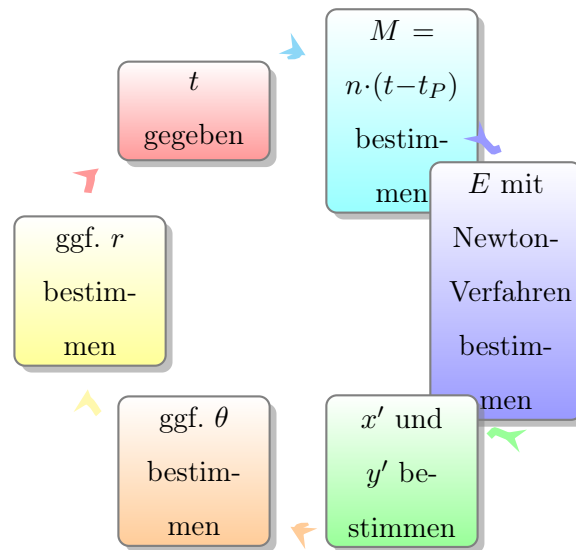 t
gegeben
M =
n·(t−t_P)
bestim-
men
E mit
Newton-
Verfahren
bestim-
men
x′ und
y′ be-
stimmen
ggf. θ
bestim-
men
ggf. r
bestim-
men